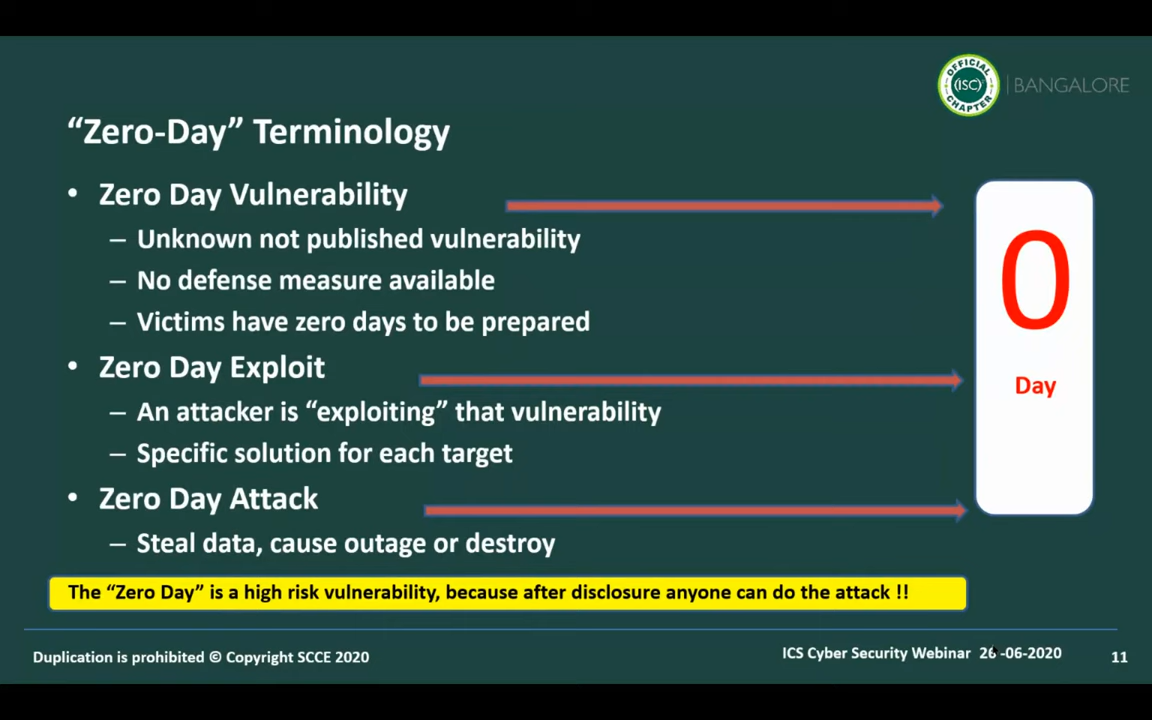 OFFICIAL
(ISC)²
CHAPTER
BANGALORE
“Zero-Day” Terminology
• Zero Day Vulnerability
– Unknown not published vulnerability
– No defense measure available
– Victims have zero days to be prepared
• Zero Day Exploit
– An attacker is “exploiting” that vulnerability
– Specific solution for each target
• Zero Day Attack
– Steal data, cause outage or destroy
0
Day
The “Zero Day” is a high risk vulnerability, because after disclosure anyone can do the attack !!
Duplication is prohibited © Copyright SCCE 2020
ICS Cyber Security Webinar 26-06-2020
11